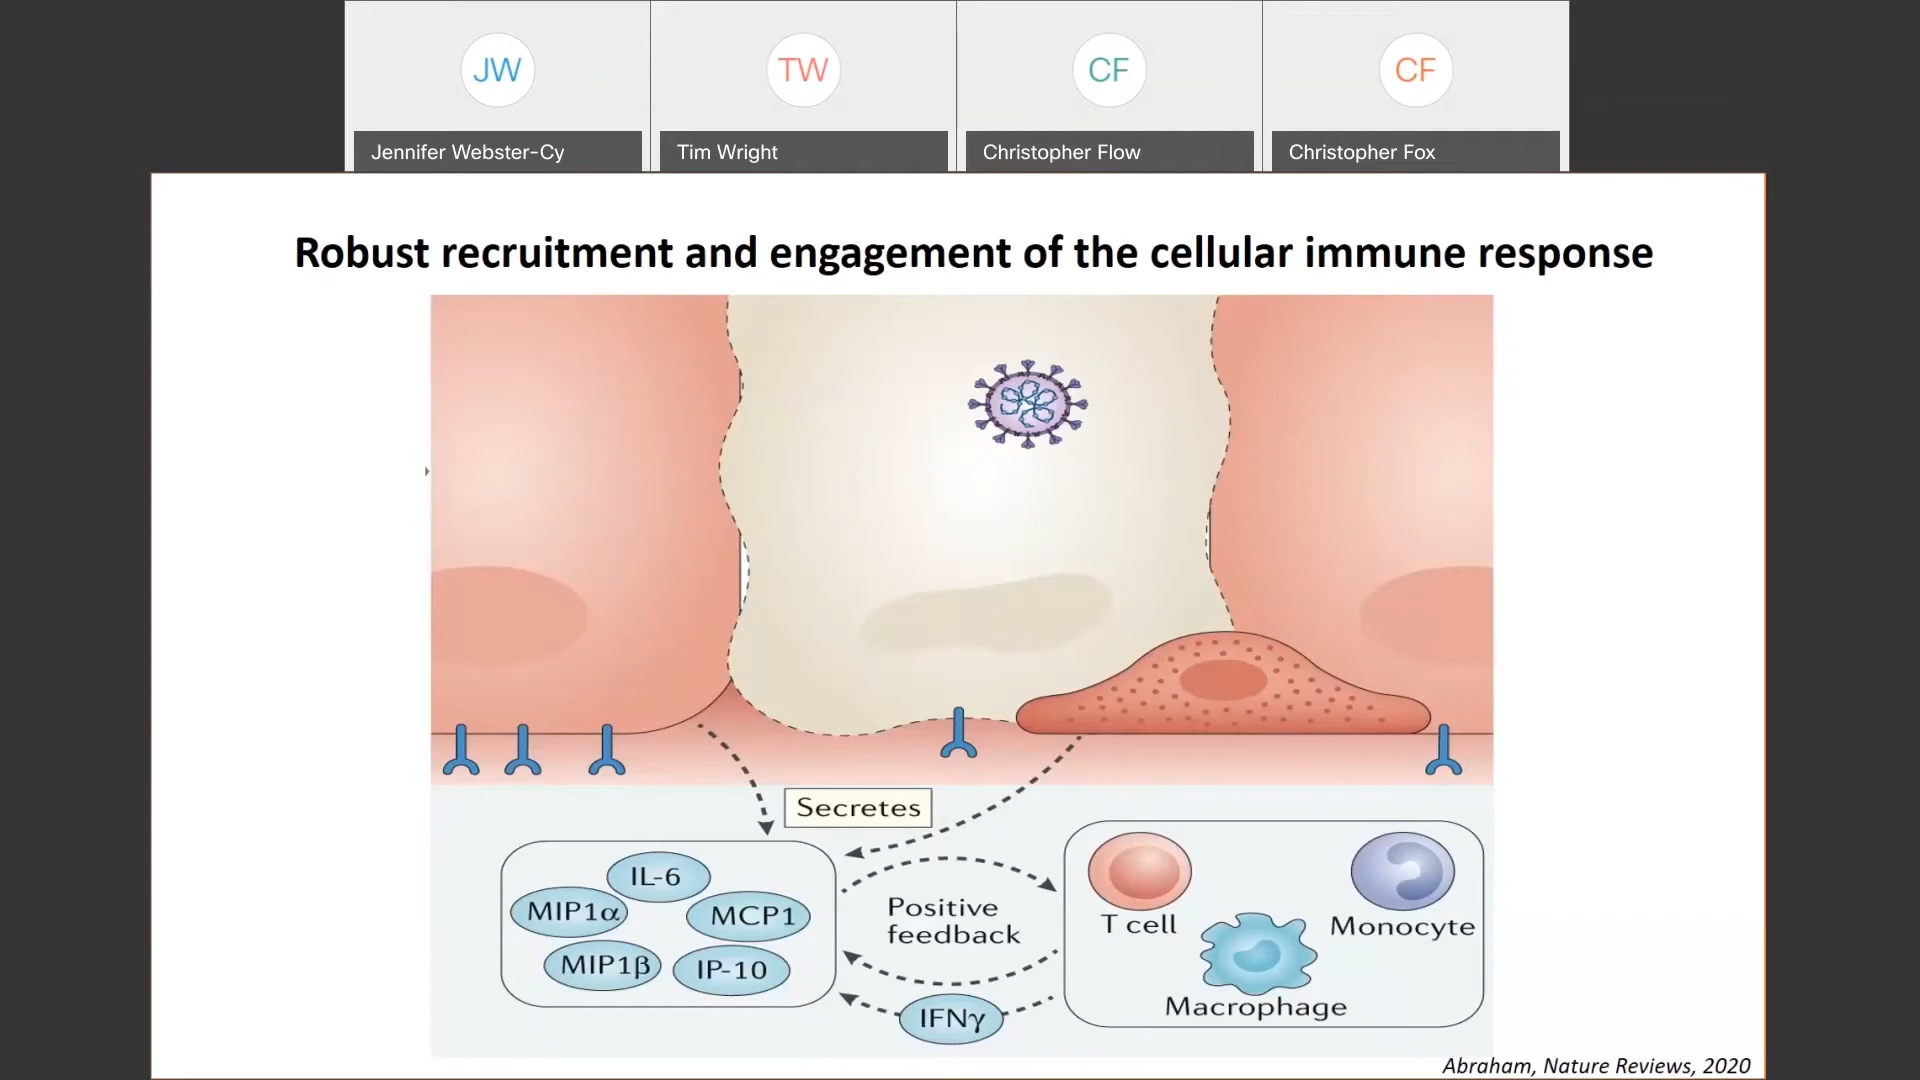 JW
TW
CF
CF
Jennifer Webster-Cy
Tim Wright
Christopher Flow
Christopher Fox
Robust recruitment and engagement of the cellular immune response
Secretes
IL-6
MIP1α
MCP1
MIP1β
IP-10
Positive
feedback
IFNγ
T cell
Monocyte
Macrophage
Abraham, Nature Reviews, 2020